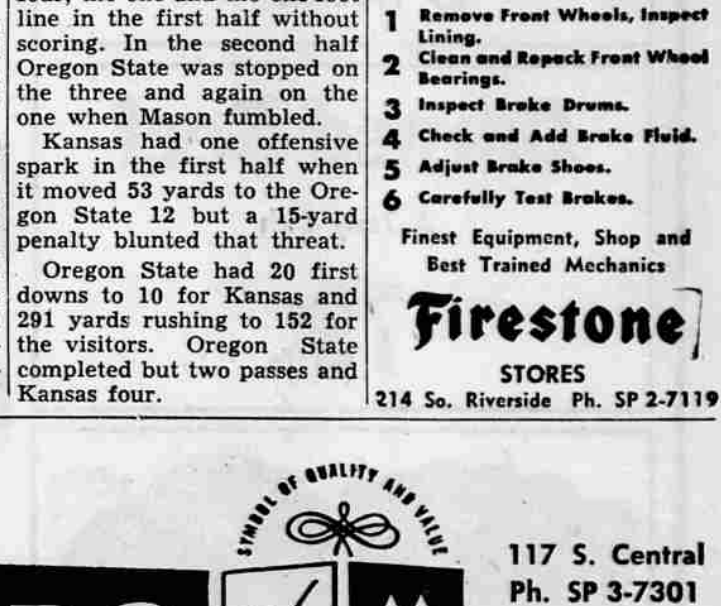 line in the first half without
scoring. In the second half
Oregon State was stopped on
the three and again on the
one when Mason fumbled.
Kansas had one offensive
spark in the first half when
it moved 53 yards to the Ore-
gon State 12 but a 15-yard
penalty blunted that threat.
Oregon State had 20 first
downs to 10 for Kansas and
291 yards rushing to 152 for
the visitors. Oregon State
completed but two passes and
Kansas four.
1 Remove Front Wheels, Inspect
Lining.
2 Clean and Repack Front Wheel
Bearings.
3 Inspect Brake Drums.
4 Check and Add Brake Fluid.
5 Adjust Brake Shoes.
6 Carefully Test Brakes.
Finest Equipment, Shop and
Best Trained Mechanics
Firestone
STORES
214 So. Riverside Ph. SP 2-7119
SYMBOL OF QUALITY AND VALUE
117 S. Central
Ph. SP 3-7301